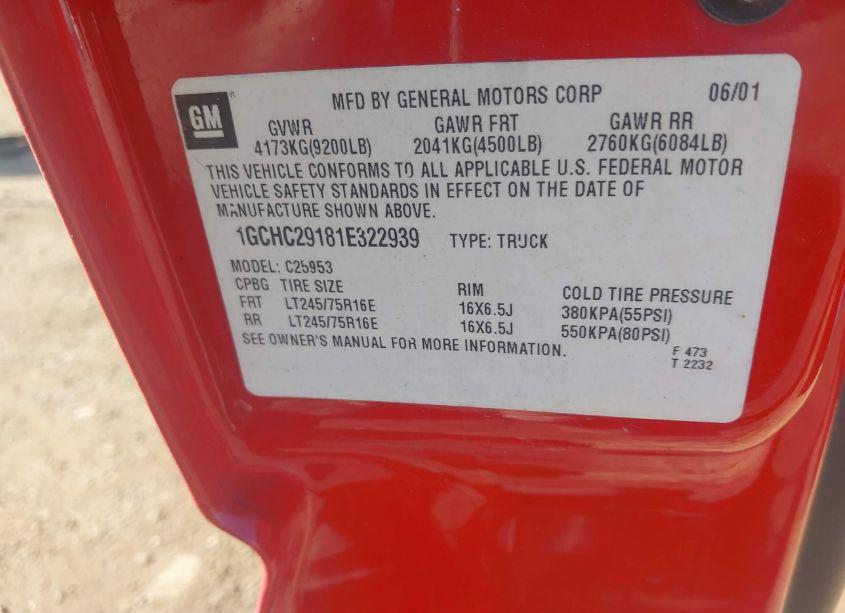 GM
MFD BY GENERAL MOTORS CORP 06/01
GVWR GAWR FRT GAWR RR
4173KG(9200LB) 2041KG(4500LB) 2760KG(6084LB)
THIS VEHICLE CONFORMS TO ALL APPLICABLE U.S. FEDERAL MOTOR
VEHICLE SAFETY STANDARDS IN EFFECT ON THE DATE OF
MANUFACTURE SHOWN ABOVE.
1GCHC29181E322939 TYPE: TRUCK
MODEL: C25953
CPBG TIRE SIZE RIM COLD TIRE PRESSURE
FRT LT245/75R16E 16X6.5J 380KPA(55PSI)
RR LT245/75R16E 16X6.5J 550KPA(80PSI)
SEE OWNER'S MANUAL FOR MORE INFORMATION.
F 473
T 2232